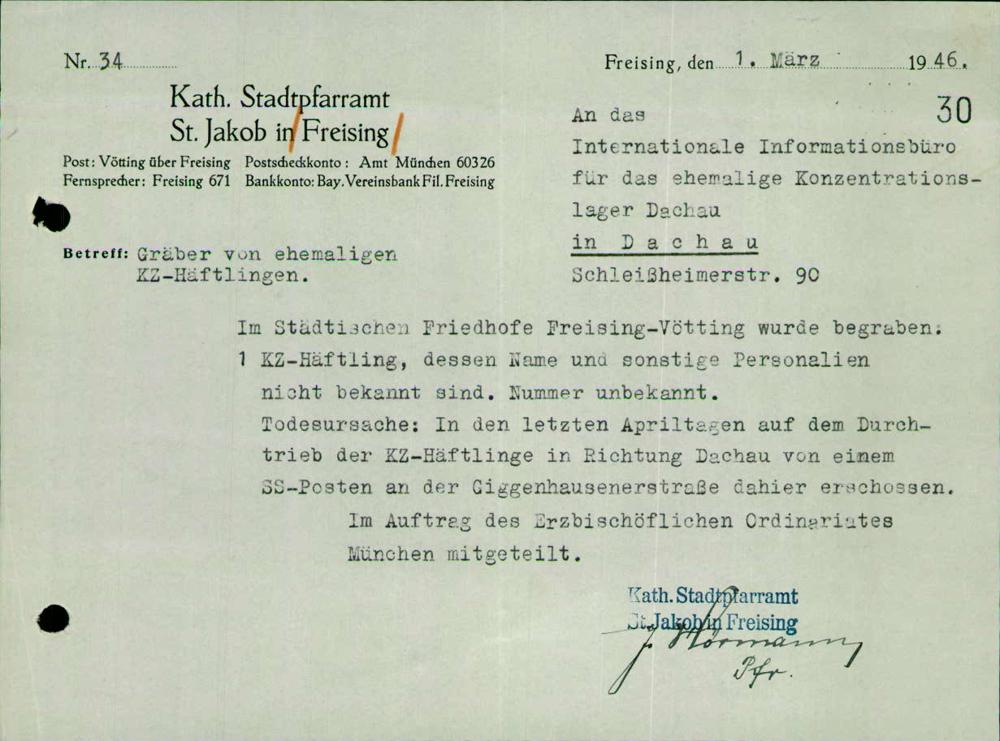 Nr. 34
Freising, den 1. März 1946.
Kath. Stadtpfarramt
St. Jakob in Freising
Post: Vötting über Freising Postscheckkonto: Amt München 60326
Fernsprecher: Freising 671 Bankkonto: Bay. Vereinsbank Fil. Freising
30
An das
Internationale Informationsbüro
für das ehemalige Konzentrations-
lager Dachau
in Dachau
Schleißheimerstr. 90
Betreff: Gräber von ehemaligen
KZ-Häftlingen.
Im Städtischen Friedhofe Freising-Vötting wurde begraben:
1 KZ-Häftling, dessen Name und sonstige Personalien
nicht bekannt sind. Nummer unbekannt.
Todesursache: In den letzten Apriltagen auf dem Durch-
trieb der KZ-Häftlinge in Richtung Dachau von einem
SS-Posten an der Giggenhausenerstraße dahier erschossen.
Im Auftrag des Erzbischöflichen Ordinariates
München mitgeteilt.
Kath. Stadtpfarramt
St. Jakob in Freising
Pfr.